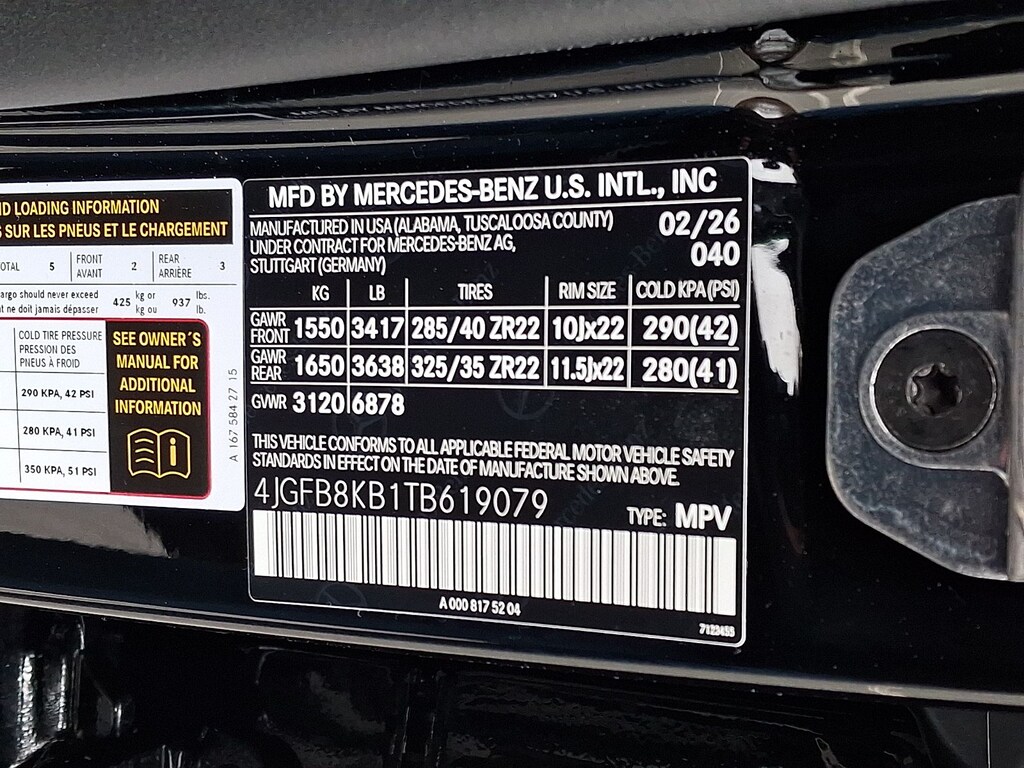 ND LOADING INFORMATION
S SUR LES PNEUS ET LE CHARGEMENT
OTAL 5 FRONT AVANT 2 REAR ARRIÈRE 3
argo should never exceed
nt ne doit jamais dépasser 425 kg or kg ou 937 lbs. lb.
COLD TIRE PRESSURE
PRESSION DES
PNEUS À FROID
290 KPA, 42 PSI
280 KPA, 41 PSI
350 KPA, 51 PSI
SEE OWNER´S
MANUAL FOR
ADDITIONAL
INFORMATION
A 167 584 27 15
MFD BY MERCEDES-BENZ U.S. INTL., INC
MANUFACTURED IN USA (ALABAMA, TUSCALOOSA COUNTY) 02/26
UNDER CONTRACT FOR MERCEDES-BENZ AG, 040
STUTTGART (GERMANY)
KG LB TIRES RIM SIZE COLD KPA (PSI)
GAWR FRONT 1550 3417 285/40 ZR22 10Jx22 290(42)
GAWR REAR 1650 3638 325/35 ZR22 11.5Jx22 280(41)
GVWR 3120 6878
THIS VEHICLE CONFORMS TO ALL APPLICABLE FEDERAL MOTOR VEHICLE SAFETY
STANDARDS IN EFFECT ON THE DATE OF MANUFACTURE SHOWN ABOVE.
4JGFB8KB1TB619079
TYPE: MPV
A 000 817 52 04
7123453